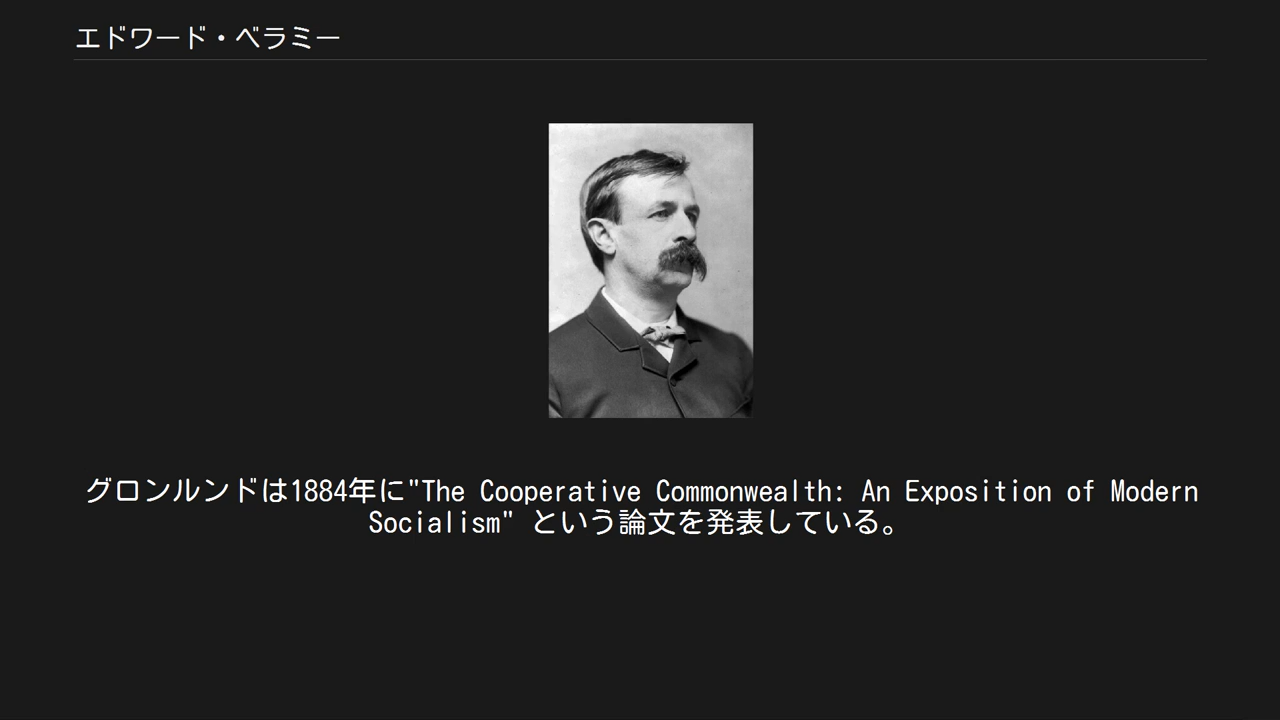 エドワード・ベラミー
グロンルンドは1884年に"The Cooperative Commonwealth: An Exposition of Modern
Socialism" という論文を発表している。